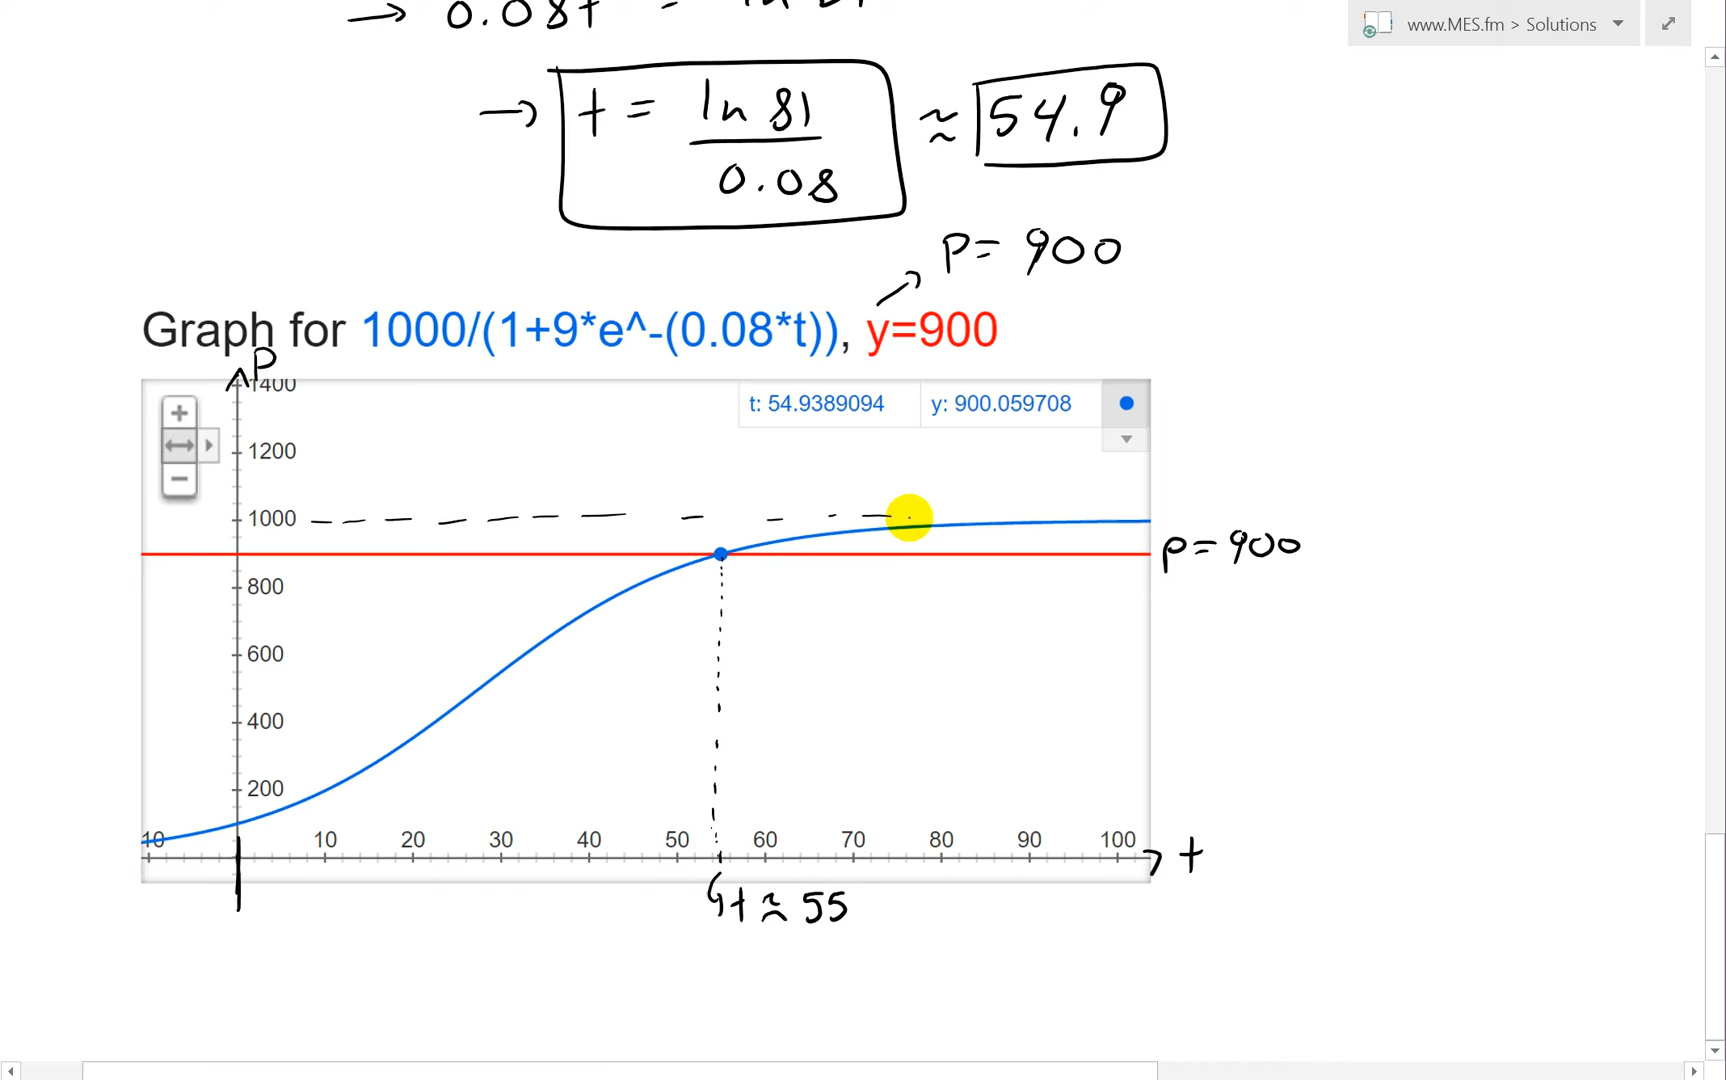 → 0.08t = ln 81
www.MES.fm > Solutions
→ t = ln 81 / 0.08 ≈ 54.9
P = 900
Graph for 1000/(1+9*e^-(0.08*t)), y=900
P
1400
t: 54.9389094 y: 900.059708
1200
1000
P = 900
800
600
400
200
10 10 20 30 40 50 60 70 80 90 100
t
t ≈ 55